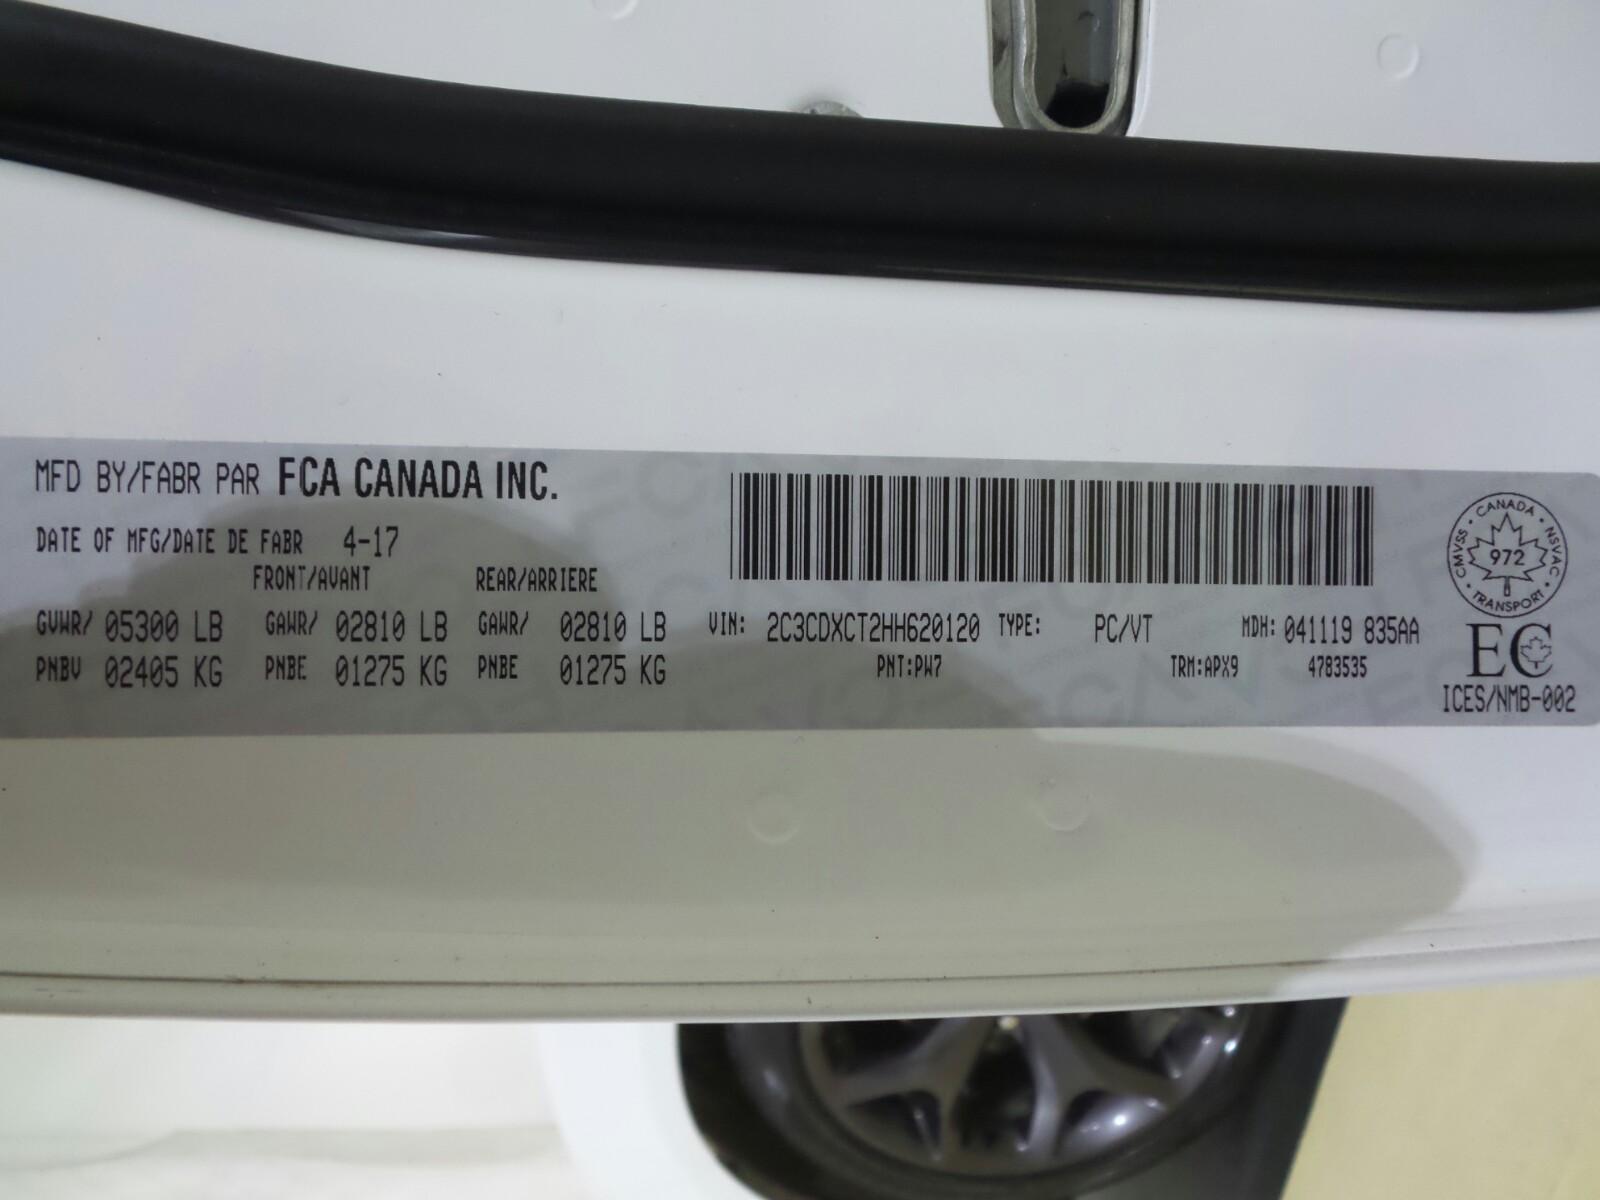 MFD BY/FABR PAR FCA CANADA INC.
DATE OF MFG/DATE DE FABR 4-17
FRONT/AVANT REAR/ARRIERE
GVWR/ 05300 LB GAWR/ 02810 LB GAWR/ 02810 LB
PNBV 02405 KG PNBE 01275 KG PNBE 01275 KG
VIN: 2C3CDXCT2HH620120 TYPE: PC/VT MDH: 041119 835AA
PNT:PW7 TRM:APX9 4783535
CANADA
CMVSS 972 NSVAC
TRANSPORT
EC
ICES/NMB-002